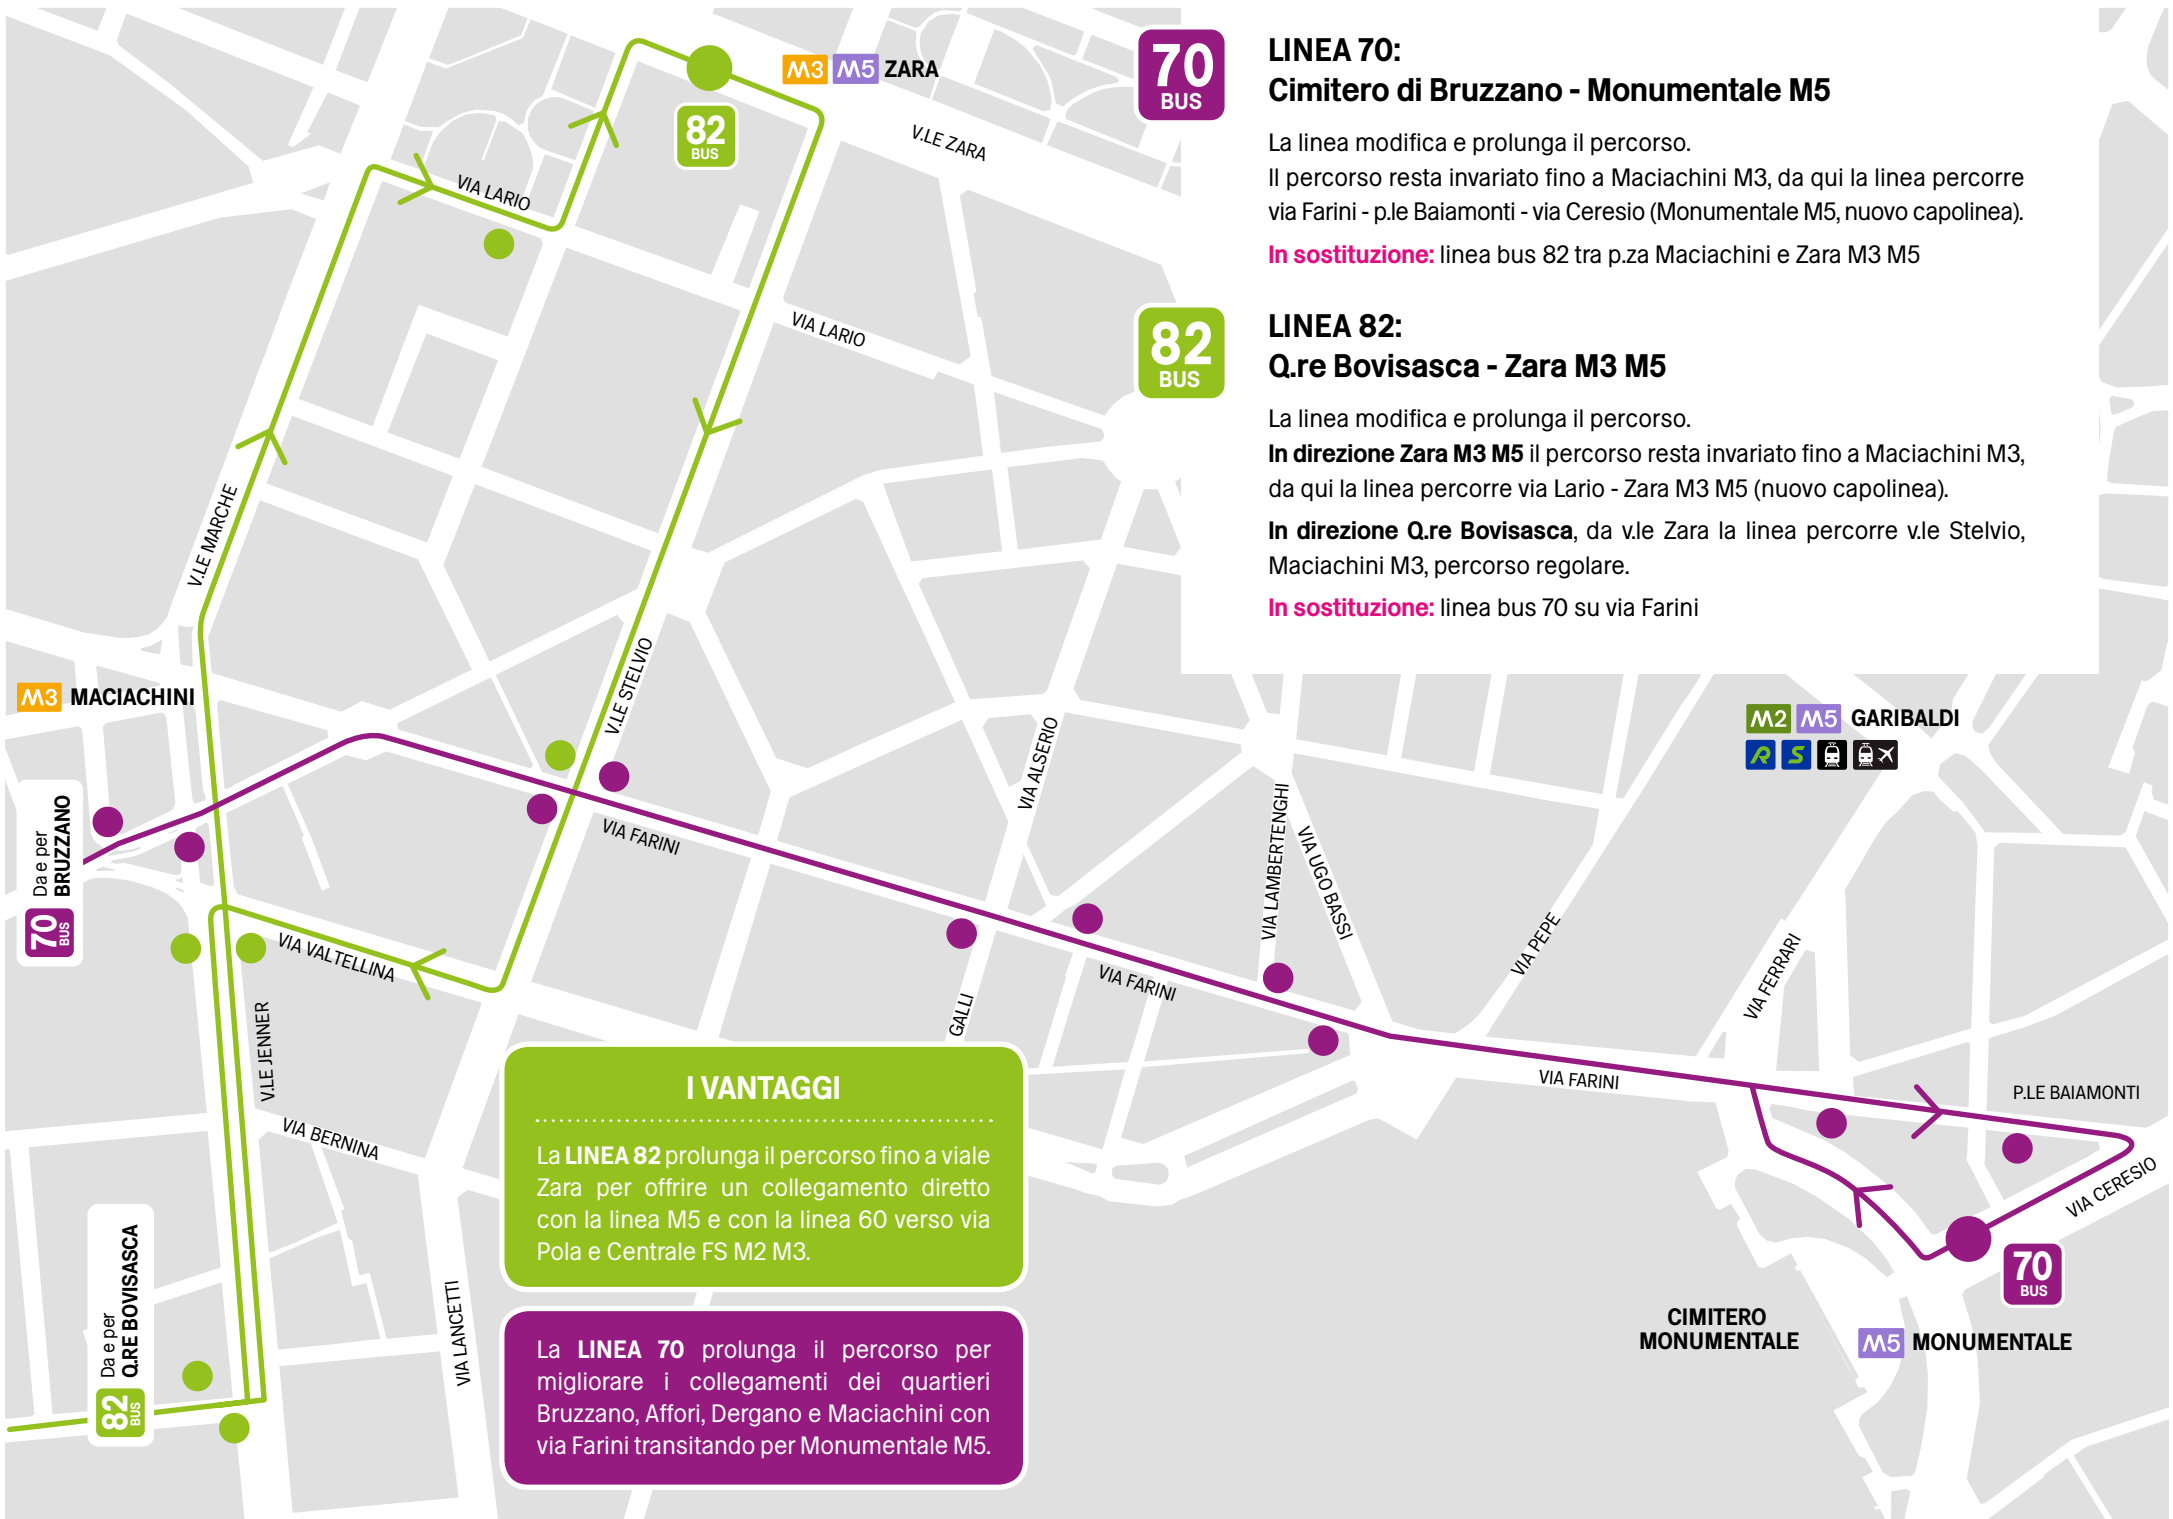 M3 M5 ZARA
82
BUS
V.LE ZARA
VIA LARIO
VIA LARIO
V.LE MARCHE
V.LE STELVIO
M3 MACIACHINI
Da e per
BRUZZANO
70
BUS
VIA FARINI
VIA ALSERIO
VIA LAMBERTENGHI
VIA UGO BASSI
VIA PEPE
VIA FERRARI
VIA VALTELLINA
V.LE JENNER
VIA BERNINA
VIA LANCETTI
GALLI
VIA FARINI
VIA FARINI
P.LE BAIAMONTI
VIA CERESIO
M2 M5 GARIBALDI
R S
70
BUS
CIMITERO
MONUMENTALE
M5 MONUMENTALE
Da e per
Q.RE BOVISASCA
82
BUS
70
BUS
LINEA 70:
Cimitero di Bruzzano - Monumentale M5
La linea modifica e prolunga il percorso.
Il percorso resta invariato fino a Maciachini M3, da qui la linea percorre
via Farini - p.le Baiamonti - via Ceresio (Monumentale M5, nuovo capolinea).
In sostituzione: linea bus 82 tra p.za Maciachini e Zara M3 M5
82
BUS
LINEA 82:
Q.re Bovisasca - Zara M3 M5
La linea modifica e prolunga il percorso.
In direzione Zara M3 M5 il percorso resta invariato fino a Maciachini M3,
da qui la linea percorre via Lario - Zara M3 M5 (nuovo capolinea).
In direzione Q.re Bovisasca, da v.le Zara la linea percorre v.le Stelvio,
Maciachini M3, percorso regolare.
In sostituzione: linea bus 70 su via Farini
I VANTAGGI
La LINEA 82 prolunga il percorso fino a viale
Zara per offrire un collegamento diretto
con la linea M5 e con la linea 60 verso via
Pola e Centrale FS M2 M3.
La LINEA 70 prolunga il percorso per
migliorare i collegamenti dei quartieri
Bruzzano, Affori, Dergano e Maciachini con
via Farini transitando per Monumentale M5.